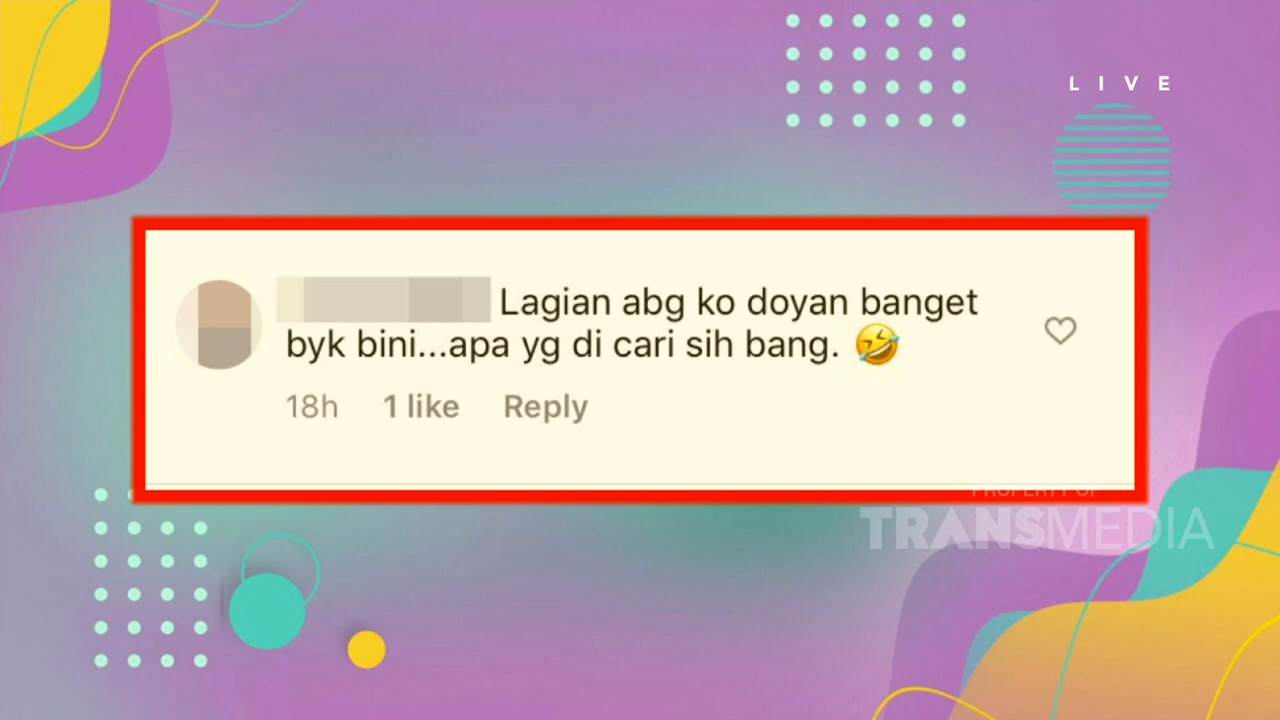 LIVE
Lagian abg ko doyan banget
byk bini...apa yg di cari sih bang. 🤣
18h 1 like Reply
PROPERTY OF
TRANSMEDIA